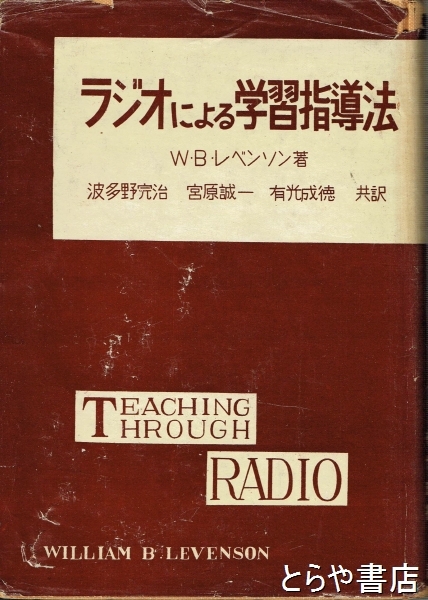 ラジオによる学習指導法
W・B・レベンソン著
波多野完治 宮原誠一 有光成徳 共訳
TEACHING
THROUGH
RADIO
WILLIAM B. LEVENSON
とらや書店